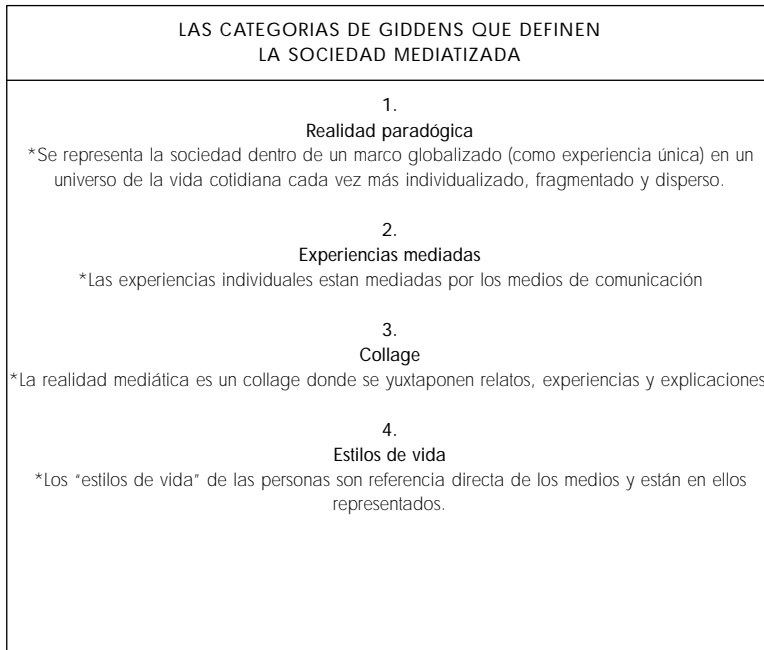 LAS CATEGORIAS DE GIDDENS QUE DEFINEN
LA SOCIEDAD MEDIATIZADA
1.
Realidad paradógica
*Se representa la sociedad dentro de un marco globalizado (como experiencia única) en un
universo de la vida cotidiana cada vez más individualizado, fragmentado y disperso.
2.
Experiencias mediadas
*Las experiencias individuales estan mediadas por los medios de comunicación
3.
Collage
*La realidad mediática es un collage donde se yuxtaponen relatos, experiencias y explicaciones
4.
Estilos de vida
*Los "estilos de vida" de las personas son referencia directa de los medios y están en ellos
representados.